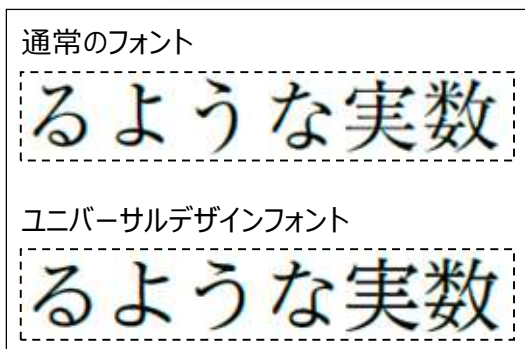 通常のフォント
るような実数
ユニバーサルデザインフォント
るような実数